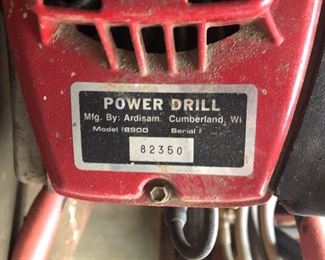 POWER DRILL
Mfg. By: Ardisam Cumberland, Wi
Model #8900 Serial #
82350